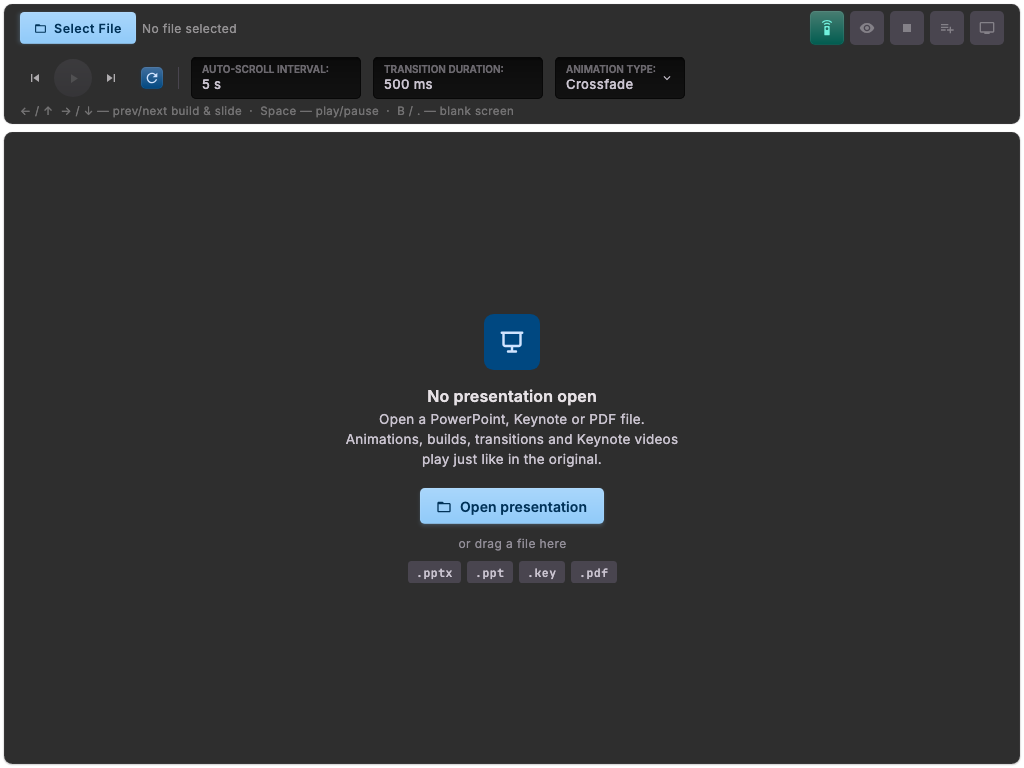 Select File
No file selected
AUTO-SCROLL INTERVAL:
5 s
TRANSITION DURATION:
500 ms
ANIMATION TYPE:
Crossfade
← / ↑ → / ↓ — prev/next build & slide · Space — play/pause · B / . — blank screen
No presentation open
Open a PowerPoint, Keynote or PDF file.
Animations, builds, transitions and Keynote videos
play just like in the original.
Open presentation
or drag a file here
.pptx .ppt .key .pdf